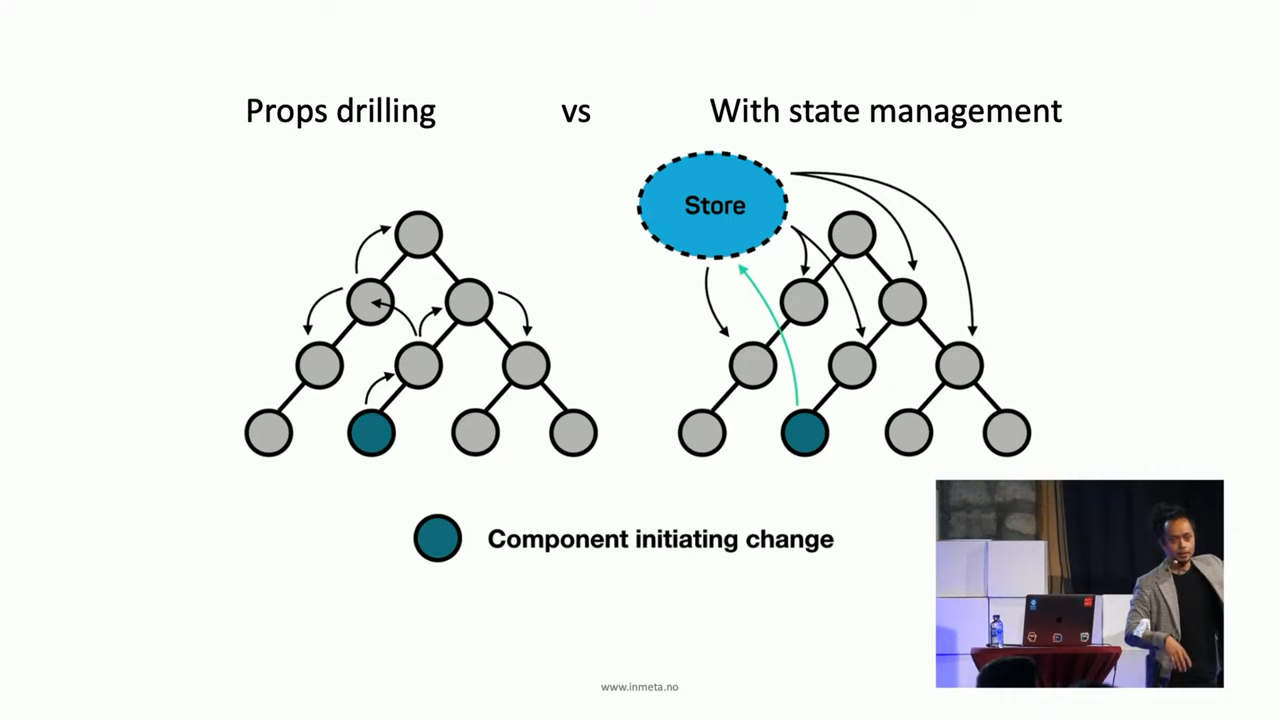 Props drilling vs With state management
Store
Component initiating change
www.inmeta.no